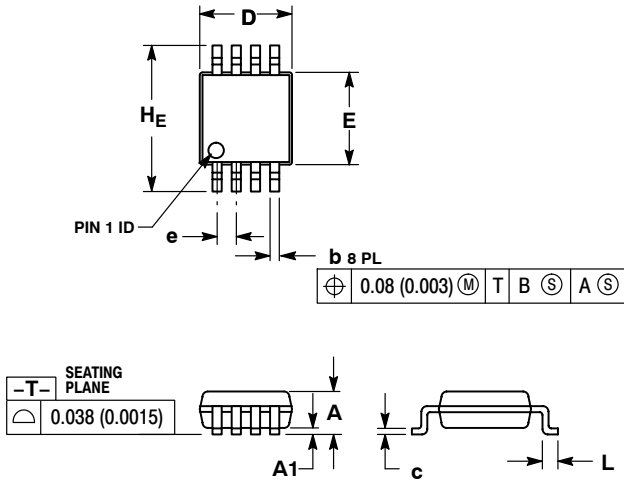 D
HE
E
PIN 1 ID
e
b 8 PL
⌖ 0.08 (0.003) Ⓜ T B Ⓢ A Ⓢ
–T– SEATING PLANE
⌓ 0.038 (0.0015)
A
A1
c
L